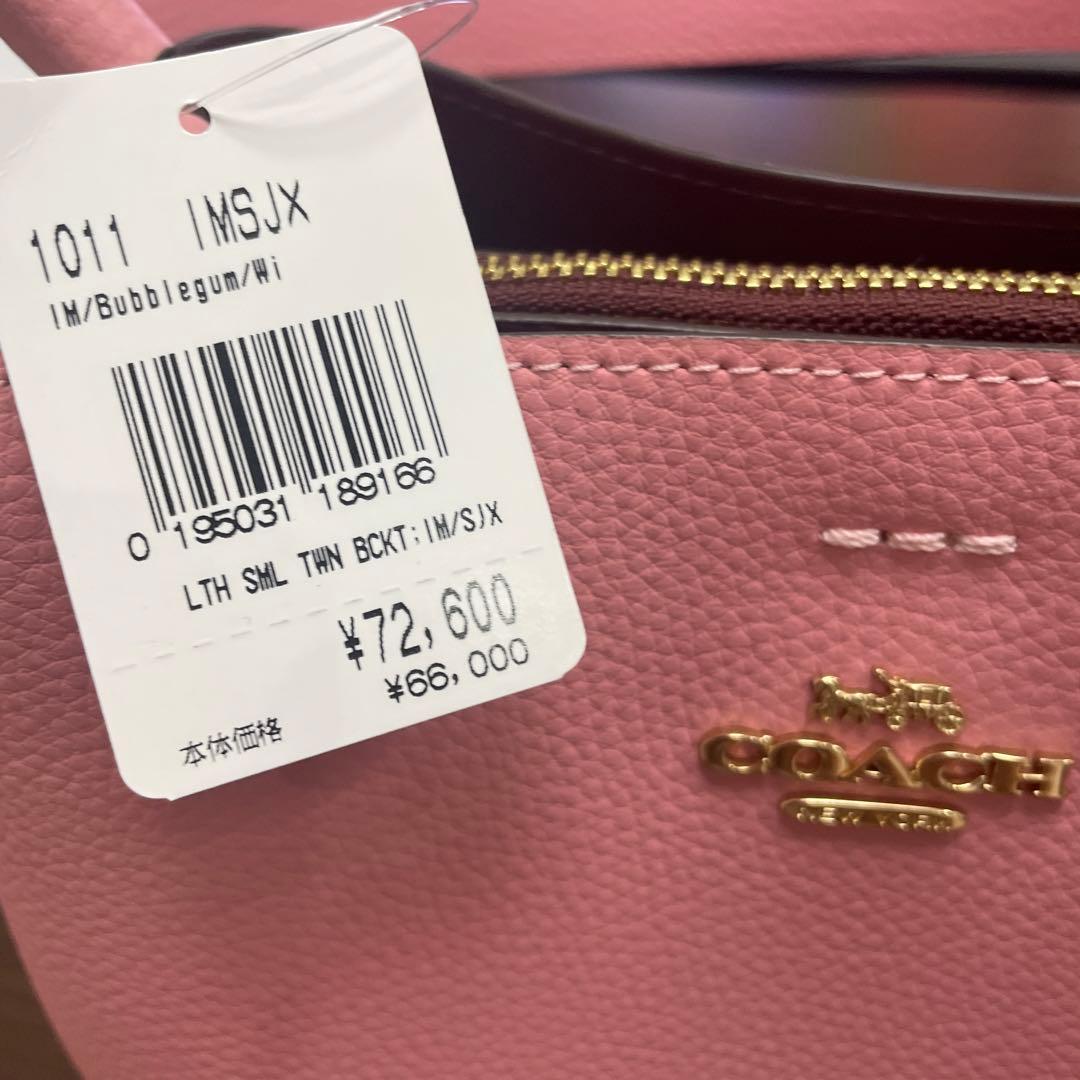 1011 IMSJX
IM/Bubblegum/Wi
0 195031 189166
LTH SML TWN BCKT;IM/SJX
¥72,600
¥66,000
本体価格
COACH
NEW YORK